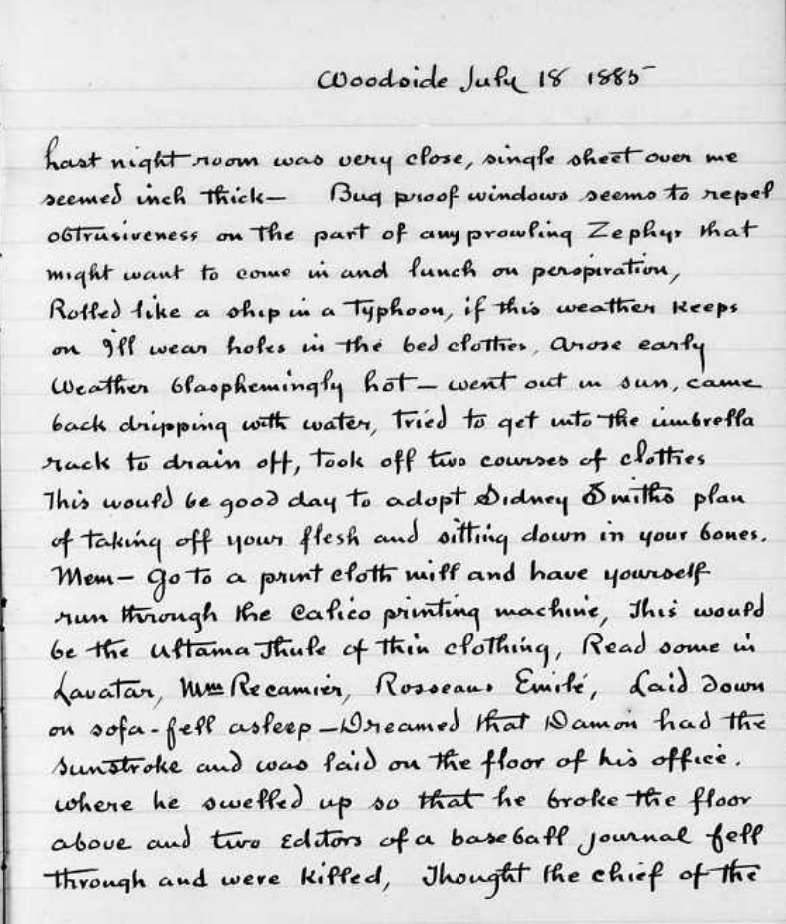 Woodside July 18 1885
Last night room was very close, single sheet over me
seemed inch thick— Bug proof windows seems to repel
obtrusiveness on the part of any prowling Zephyr that
might want to come in and lunch on perspiration,
Rolled like a ship in a Typhoon, if this weather keeps
on I'll wear holes in the bed clothes, arose early
Weather blasphemingly hot— went out in sun, came
back dripping with water, tried to get into the umbrella
rack to drain off, took off two courses of clothes
This would be good day to adopt Sidney Smiths plan
of taking off your flesh and sitting down in your bones.
Mem— Go to a print cloth mill and have yourself
run through the Calico printing machine, This would
be the Ultama Thule of thin clothing, Read some in
Lavatar, Mme Recamier, Rosseaus Emilé, Laid down
on sofa-fell asleep—Dreamed that Damon had the
sunstroke and was laid on the floor of his office.
where he swelled up so that he broke the floor
above and two Editors of a baseball journal fell
through and were killed, Thought the chief of the